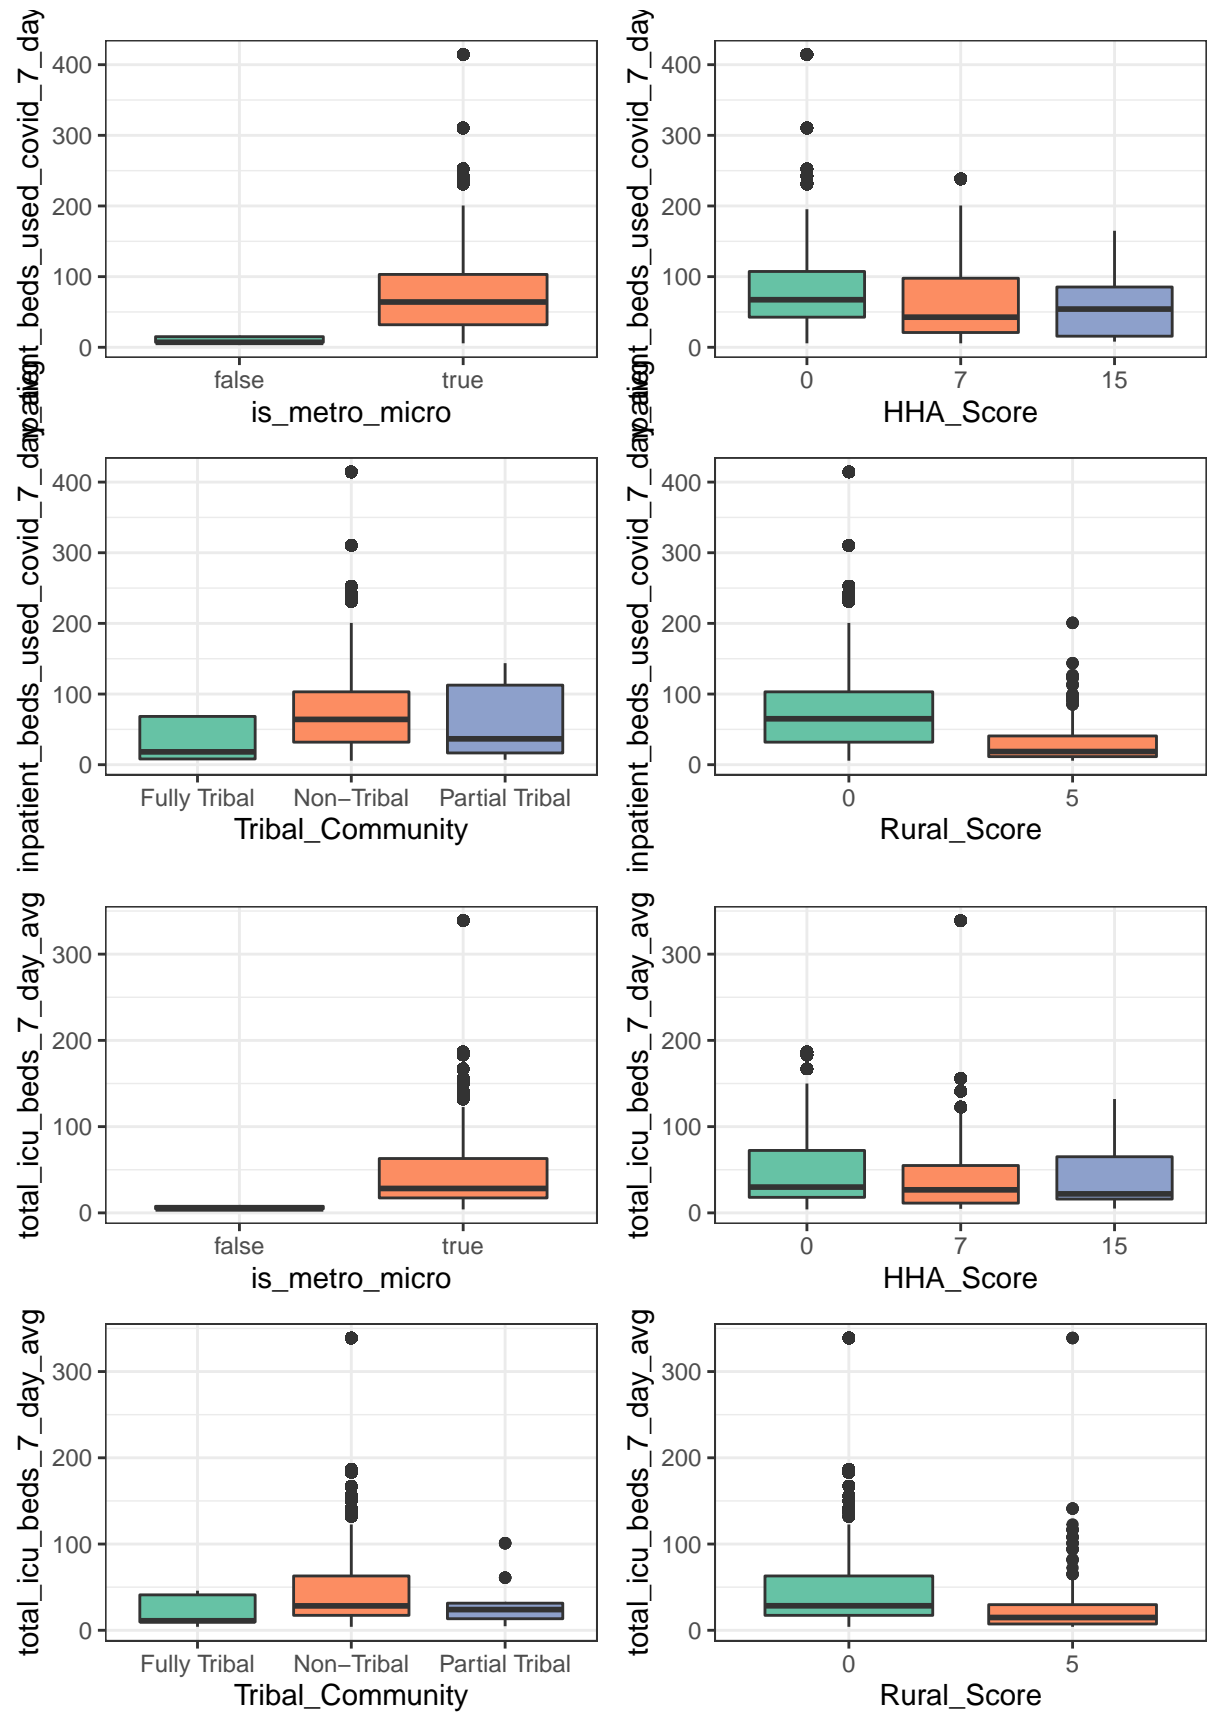 patient_beds_used_covid_7_day
400
300
200
100
0
false
true
is_metro_micro
patient_beds_used_covid_7_day
400
300
200
100
0
0
7
15
HHA_Score
inpatient_beds_used_covid_7_day_avg
400
300
200
100
0
Fully Tribal
Non−Tribal
Partial Tribal
Tribal_Community
inpatient_beds_used_covid_7_day_avg
400
300
200
100
0
0
5
Rural_Score
total_icu_beds_7_day_avg
300
200
100
0
false
true
is_metro_micro
total_icu_beds_7_day_avg
300
200
100
0
0
7
15
HHA_Score
total_icu_beds_7_day_avg
300
200
100
0
Fully Tribal
Non−Tribal
Partial Tribal
Tribal_Community
total_icu_beds_7_day_avg
300
200
100
0
0
5
Rural_Score